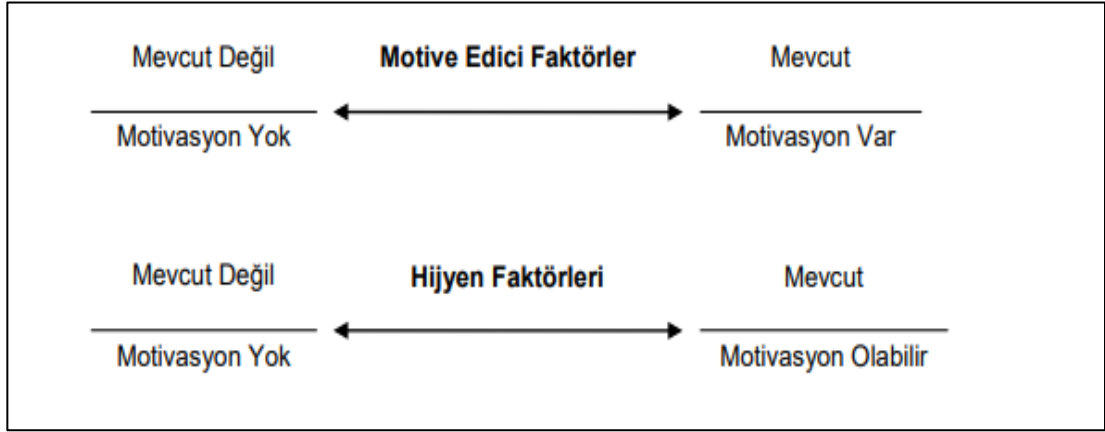 Mevcut Değil Motive Edici Faktörler Mevcut
Motivasyon Yok Motivasyon Var
Mevcut Değil Hijyen Faktörleri Mevcut
Motivasyon Yok Motivasyon Olabilir